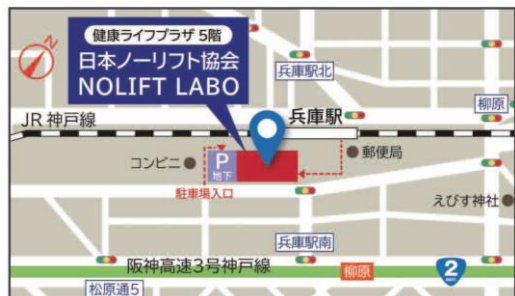 健康ライフプラザ 5階
日本ノーリフト協会
NOLIFT LABO
N
兵庫駅北
柳原
JR 神戸線
兵庫駅
コンビニ
P
地下
郵便局
駐車場入口
えびす神社
兵庫駅南
阪神高速3号神戸線
柳原
2
松原通5